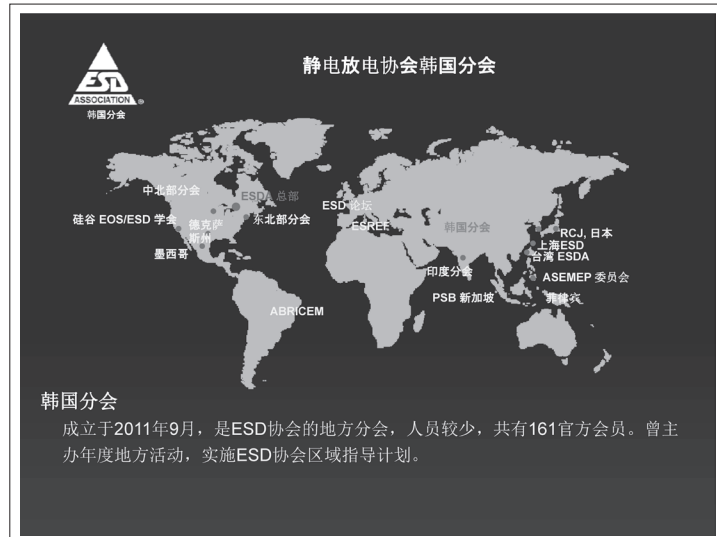 静电放电协会韩国分会
ESD
ASSOCIATION ®
韩国分会
中北部分会
ESDA 总部
ESD 论坛
硅谷 EOS/ESD 学会
德克萨
斯州
东北部分会
ESREF
韩国分会
RCJ, 日本
上海ESD
台湾 ESDA
墨西哥
印度分会
ASEMEP 委员会
PSB 新加坡
菲律宾
ABRICEM
韩国分会
成立于2011年9月，是ESD协会的地方分会，人员较少，共有161官方会员。曾主
办年度地方活动，实施ESD协会区域指导计划。